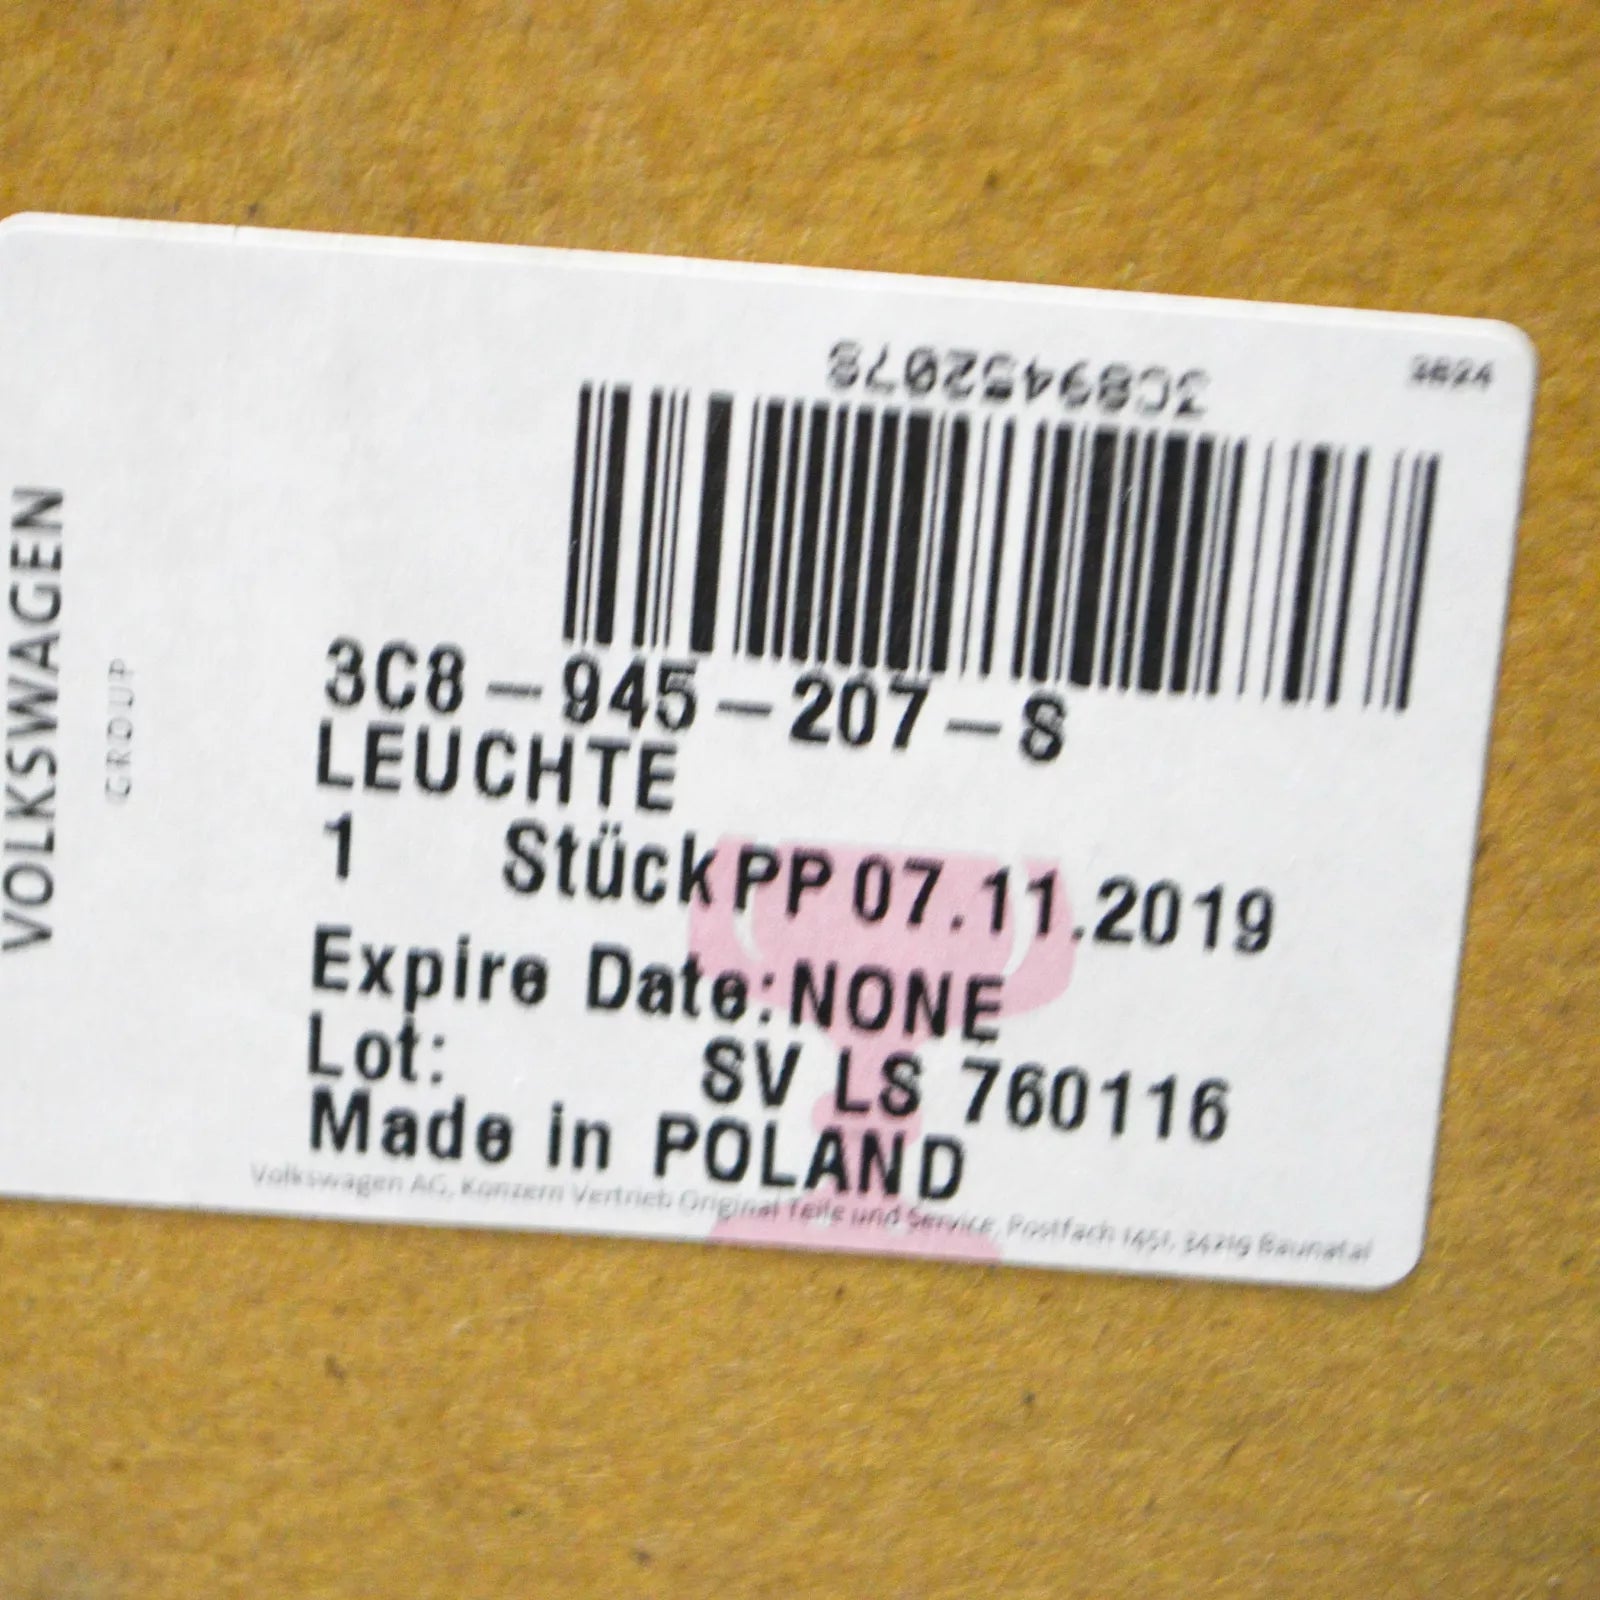 3C8945207S
VOLKSWAGEN
GROUP
3C8-945-207-S
LEUCHTE
1 Stück PP 07.11.2019
Expire Date:NONE
Lot: SV LS 760116
Made in POLAND
Volkswagen AG, Konzern Vertrieb Original Teile und Service, Postfach 1451, 34219 Baunatal